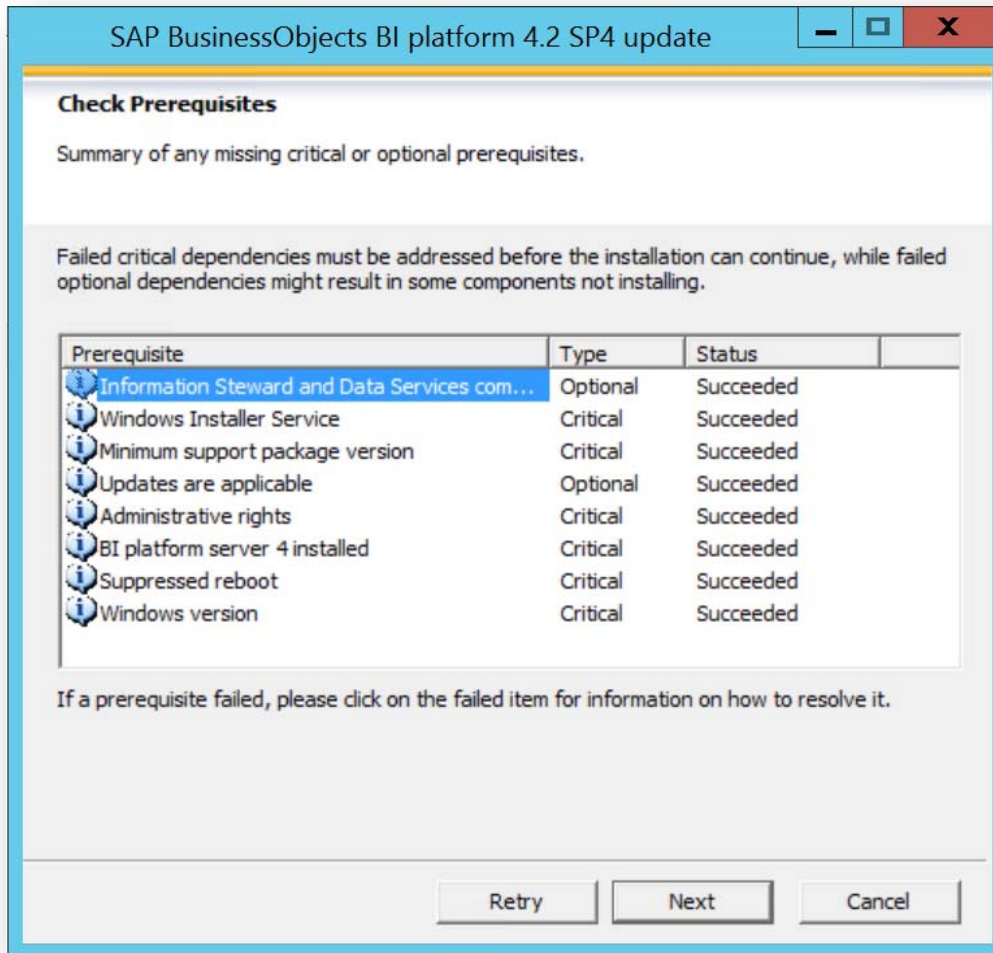 SAP BusinessObjects BI platform 4.2 SP4 update
Check Prerequisites
Summary of any missing critical or optional prerequisites.
Failed critical dependencies must be addressed before the installation can continue, while failed
optional dependencies might result in some components not installing.
Prerequisite Type Status
Information Steward and Data Services com... Optional Succeeded
Windows Installer Service Critical Succeeded
Minimum support package version Critical Succeeded
Updates are applicable Optional Succeeded
Administrative rights Critical Succeeded
BI platform server 4 installed Critical Succeeded
Suppressed reboot Critical Succeeded
Windows version Critical Succeeded
If a prerequisite failed, please click on the failed item for information on how to resolve it.
Retry Next Cancel